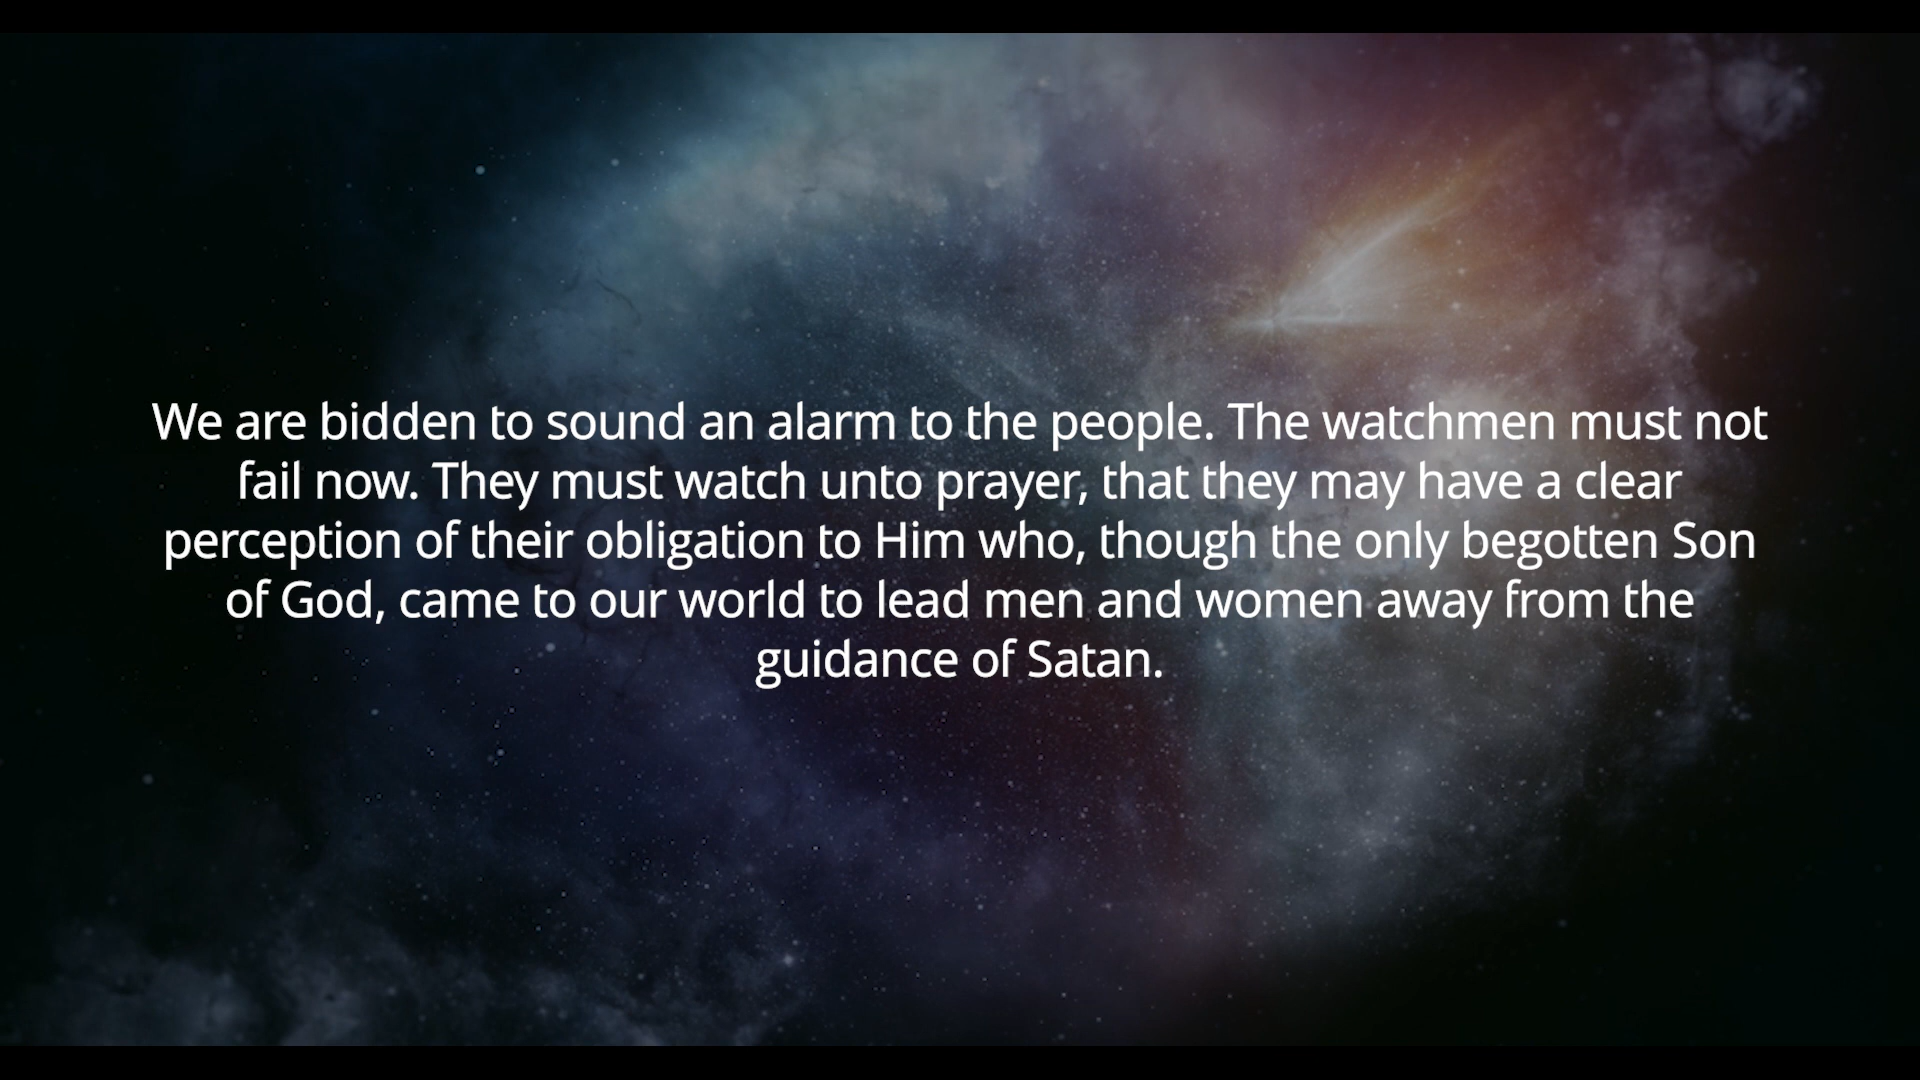 We are bidden to sound an alarm to the people. The watchmen must not
fail now. They must watch unto prayer, that they may have a clear
perception of their obligation to Him who, though the only begotten Son
of God, came to our world to lead men and women away from the
guidance of Satan.